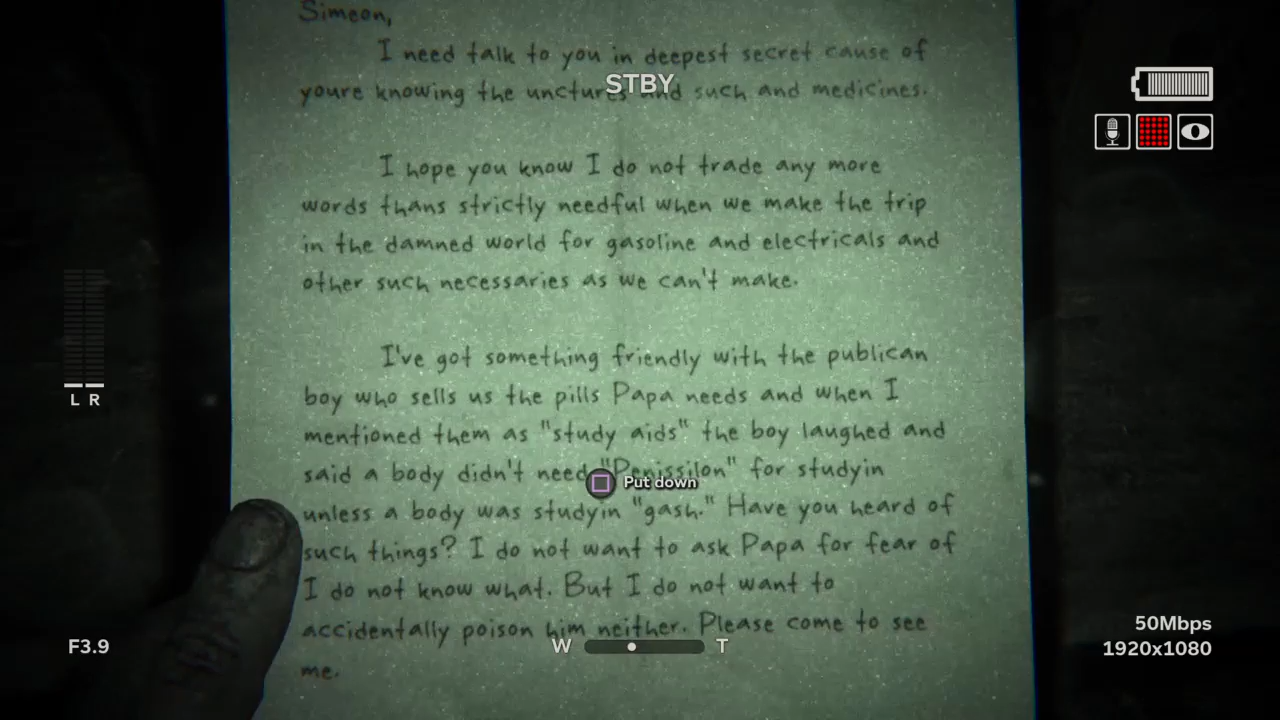 Simeon,
I need talk to you in deepest secret cause of
STBY
youre knowing the unctures and such and medicines.
I hope you know I do not trade any more
words thans strictly needful when we make the trip
in the damned world for gasoline and electricals and
other such necessaries as we can't make.
I've got something friendly with the publican
boy who sells us the pills Papa needs and when I
L R
mentioned them as "study aids" the boy laughed and
said a body didn't need "Penissilon" for studyin
Put down
unless a body was studyin "gash." Have you heard of
such things? I do not want to ask Papa for fear of
I do not know what. But I do not want to
accidentally poison him neither. Please come to see
me.
F3.9
W T
50Mbps
1920x1080